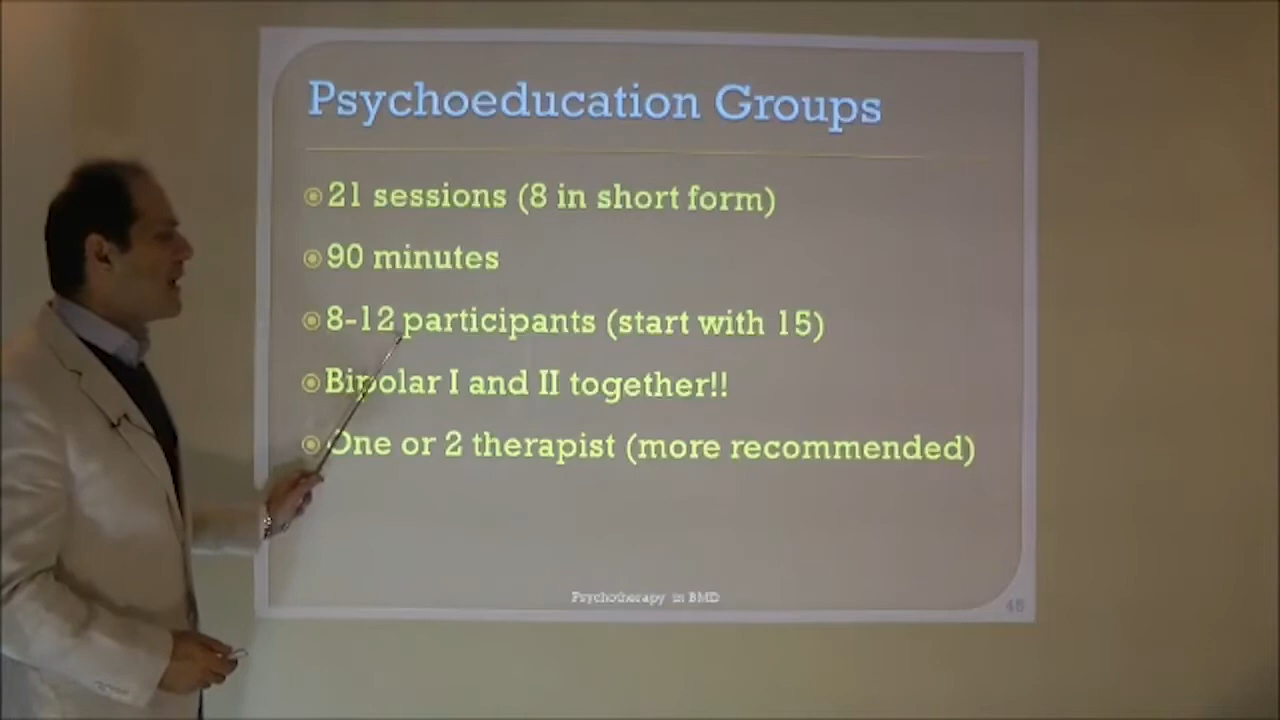 Psychoeducation Groups
21 sessions (8 in short form)
90 minutes
8-12 participants (start with 15)
Bipolar I and II together!!
One or 2 therapist (more recommended)
Psychotherapy in BMD
48